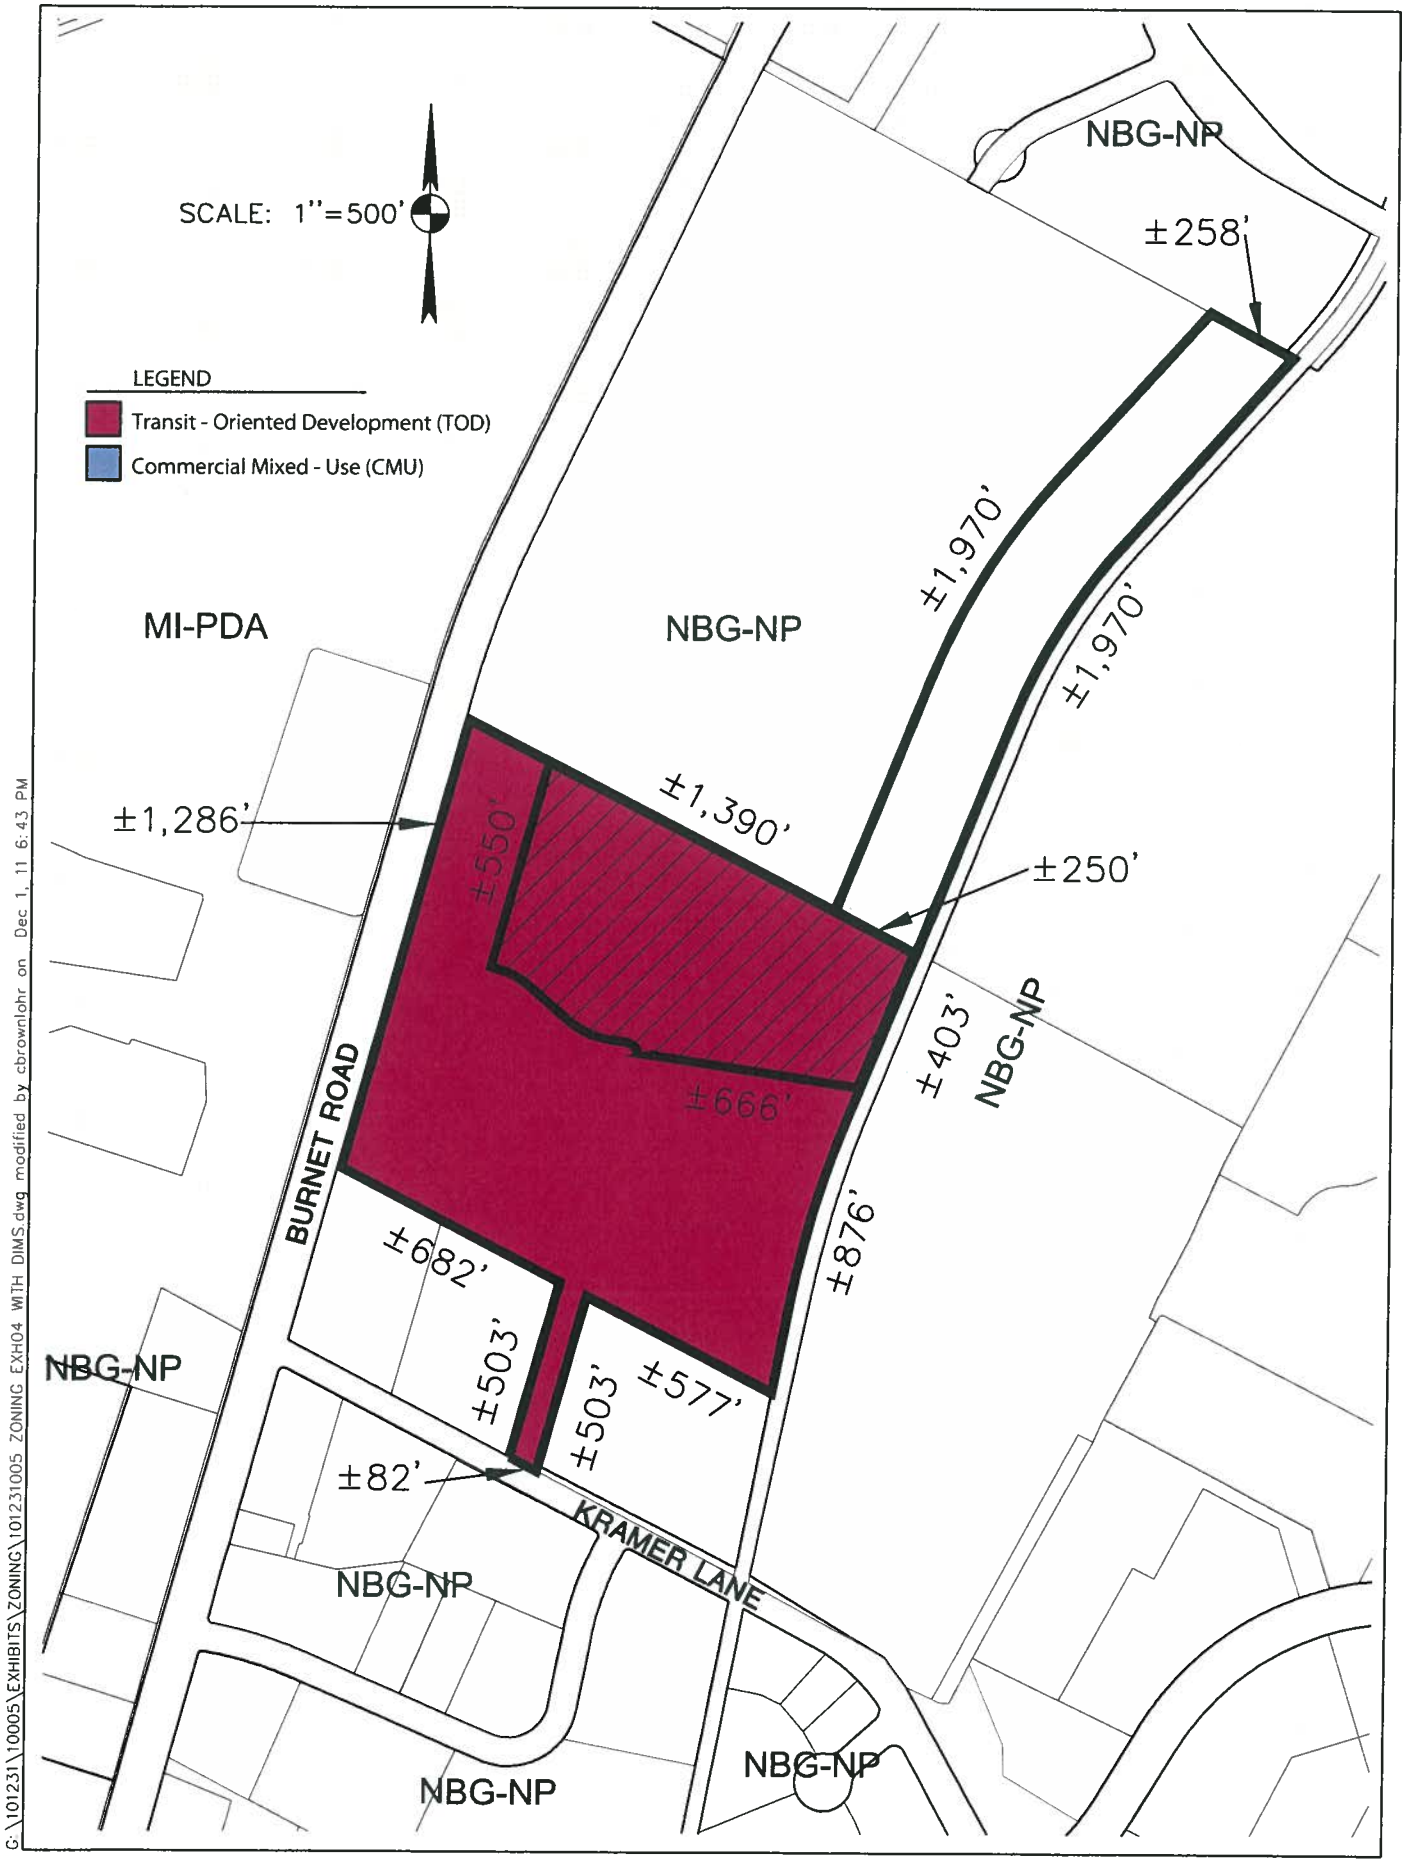 NBG-NP
SCALE: 1"=500'
±258'
LEGEND
Transit - Oriented Development (TOD)
Commercial Mixed - Use (CMU)
±1,970'
±1,970'
MI-PDA
NBG-NP
±1,390'
±550'
±1,286'
±250'
±403'
NBG-NP
±666'
BURNET ROAD
±876'
±682'
±503'
±503'
±577'
NBG-NP
±82'
KRAMER LANE
NBG-NP
NBG-NP
NBG-NP
G:\101231\10005\EXHIBITS\ZONING\101231005 ZONING EXH04 WITH DIMS.dwg modified by cbrownlohr on Dec 1, 11 6:43 PM